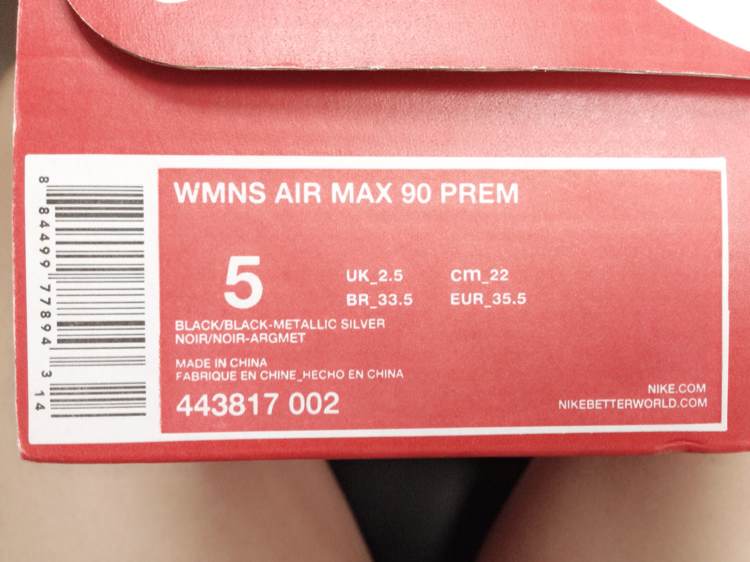 WMNS AIR MAX 90 PREM
5
UK_2.5 cm_22
BR_33.5 EUR_35.5
BLACK/BLACK-METALLIC SILVER
NOIR/NOIR-ARGMET
MADE IN CHINA
FABRIQUE EN CHINE_HECHO EN CHINA
443817 002
NIKE.COM
NIKEBETTERWORLD.COM
8 84499 77894 3 14